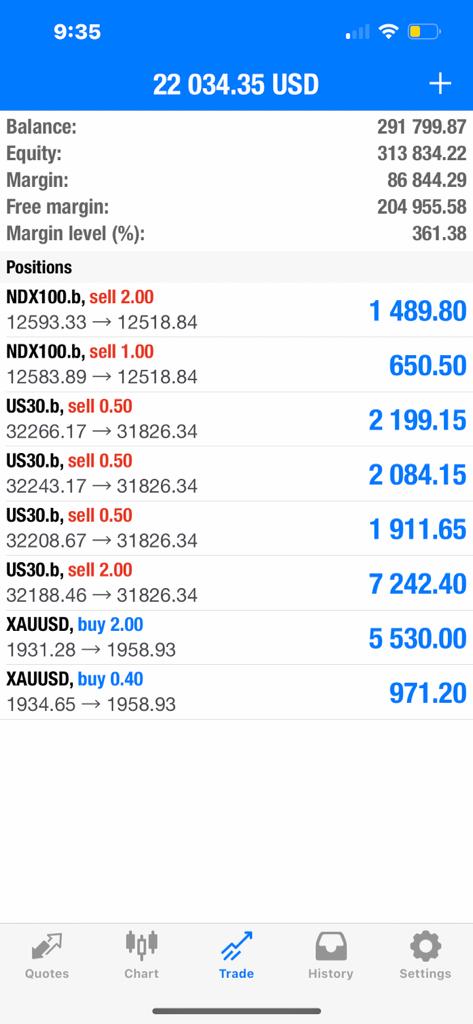 9:35
22 034.35 USD
Balance: 291 799.87
Equity: 313 834.22
Margin: 86 844.29
Free margin: 204 955.58
Margin level (%): 361.38
Positions
NDX100.b, sell 2.00
12593.33 → 12518.84 1 489.80
NDX100.b, sell 1.00
12583.89 → 12518.84 650.50
US30.b, sell 0.50
32266.17 → 31826.34 2 199.15
US30.b, sell 0.50
32243.17 → 31826.34 2 084.15
US30.b, sell 0.50
32208.67 → 31826.34 1 911.65
US30.b, sell 2.00
32188.46 → 31826.34 7 242.40
XAUUSD, buy 2.00
1931.28 → 1958.93 5 530.00
XAUUSD, buy 0.40
1934.65 → 1958.93 971.20
Quotes Chart Trade History Settings